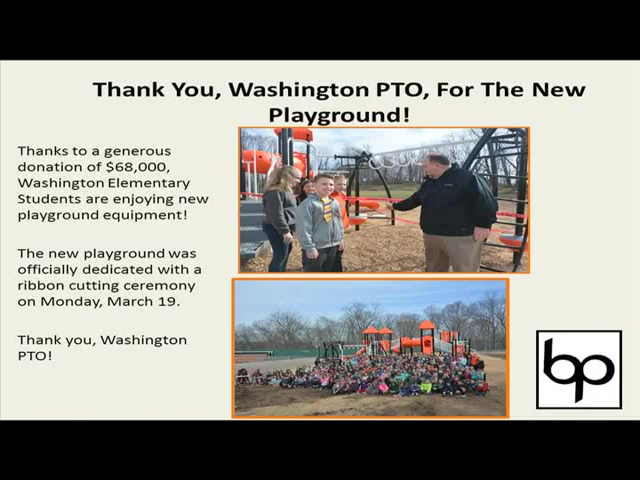 Thank You, Washington PTO, For The New
Playground!
Thanks to a generous
donation of $68,000,
Washington Elementary
Students are enjoying new
playground equipment!
The new playground was
officially dedicated with a
ribbon cutting ceremony
on Monday, March 19.
Thank you, Washington
PTO!
bp